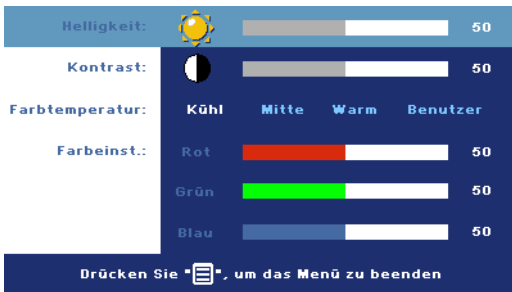 Helligkeit: 50
Kontrast: 50
Farbtemperatur: Kühl Mitte Warm Benutzer
Farbeinst.: Rot 50
Grün 50
Blau 50
Drücken Sie "", um das Menü zu beenden